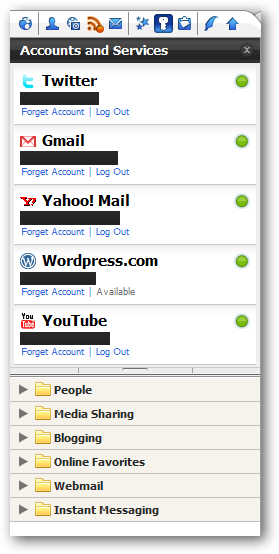 Accounts and Services
Twitter
Forget Account | Log Out
Gmail
Forget Account | Log Out
Yahoo! Mail
Forget Account | Log Out
Wordpress.com
Forget Account | Available
You Tube YouTube
Forget Account | Log Out
People
Media Sharing
Blogging
Online Favorites
Webmail
Instant Messaging